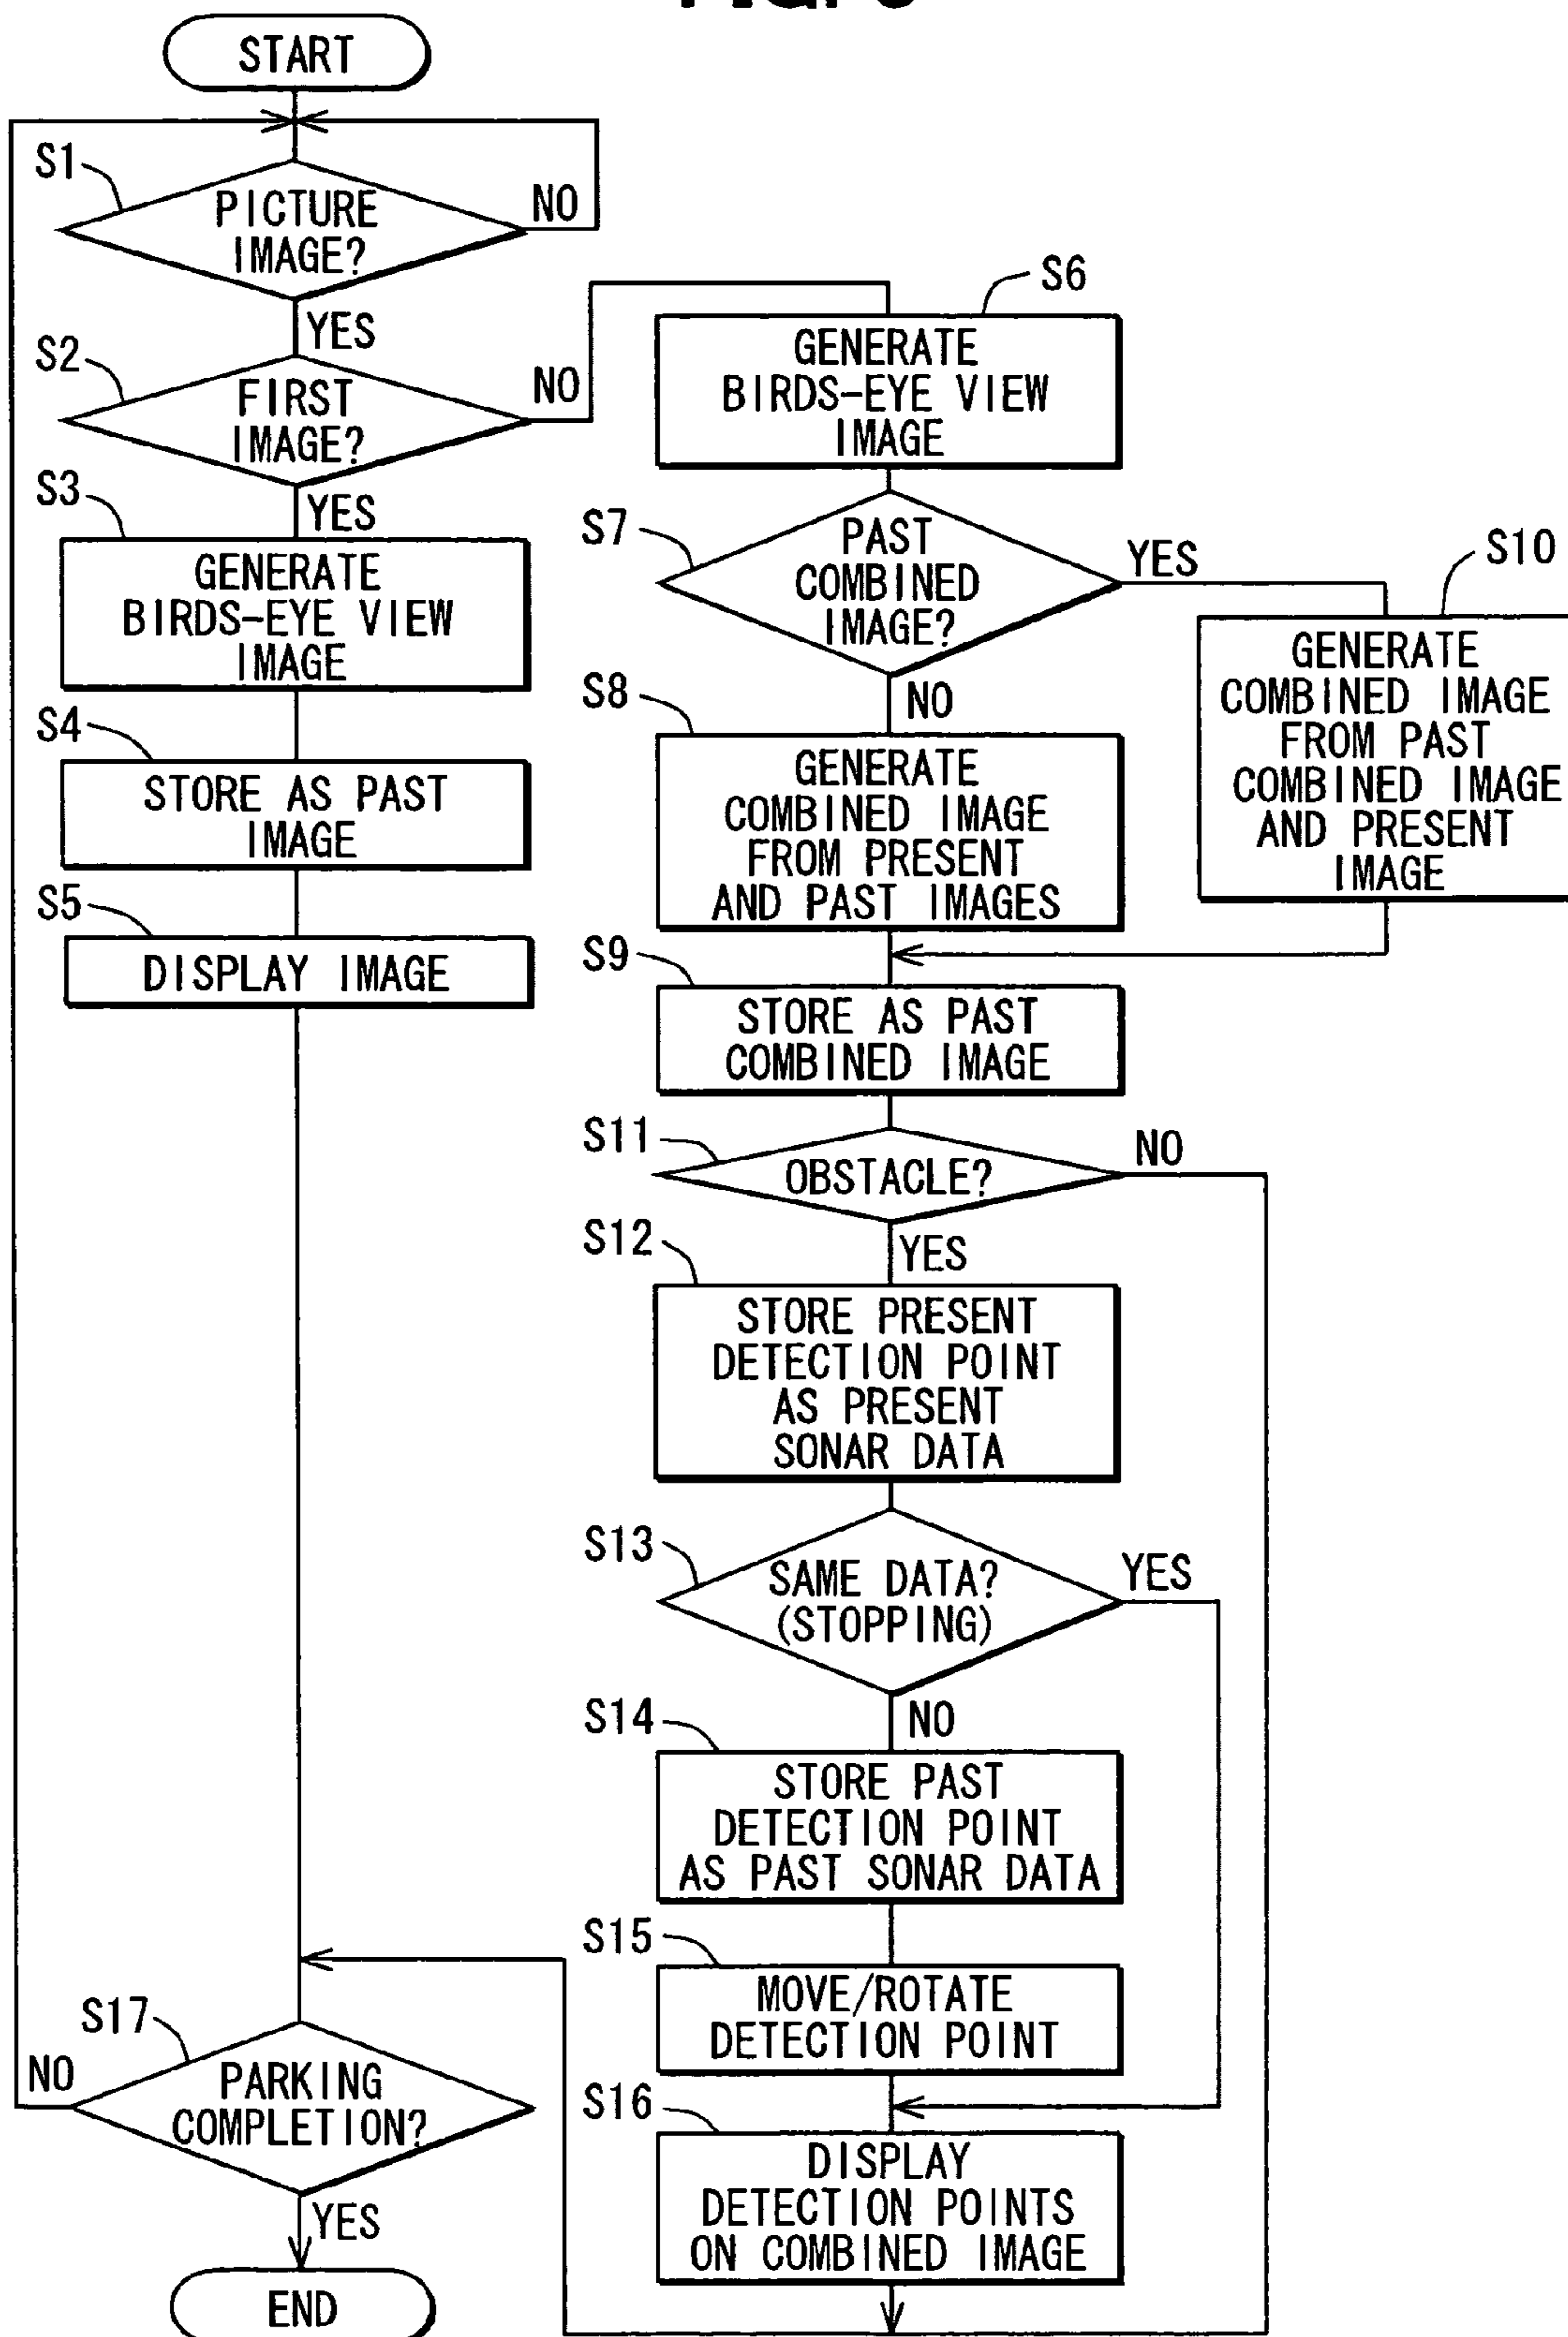 START
S1
PICTURE
IMAGE?
NO
YES
S2
FIRST
IMAGE?
NO
YES
S3
GENERATE
BIRDS-EYE VIEW
IMAGE
S4
STORE AS PAST
IMAGE
S5
DISPLAY IMAGE
S6
GENERATE
BIRDS-EYE VIEW
IMAGE
S7
PAST
COMBINED
IMAGE?
YES
NO
S10
GENERATE
COMBINED IMAGE
FROM PAST
COMBINED IMAGE
AND PRESENT
IMAGE
S8
GENERATE
COMBINED IMAGE
FROM PRESENT
AND PAST IMAGES
S9
STORE AS PAST
COMBINED IMAGE
S11
OBSTACLE?
NO
YES
S12
STORE PRESENT
DETECTION POINT
AS PRESENT
SONAR DATA
S13
SAME DATA?
(STOPPING)
YES
NO
S14
STORE PAST
DETECTION POINT
AS PAST SONAR DATA
S15
MOVE/ROTATE
DETECTION POINT
S16
DISPLAY
DETECTION POINTS
ON COMBINED IMAGE
S17
PARKING
COMPLETION?
NO
YES
END